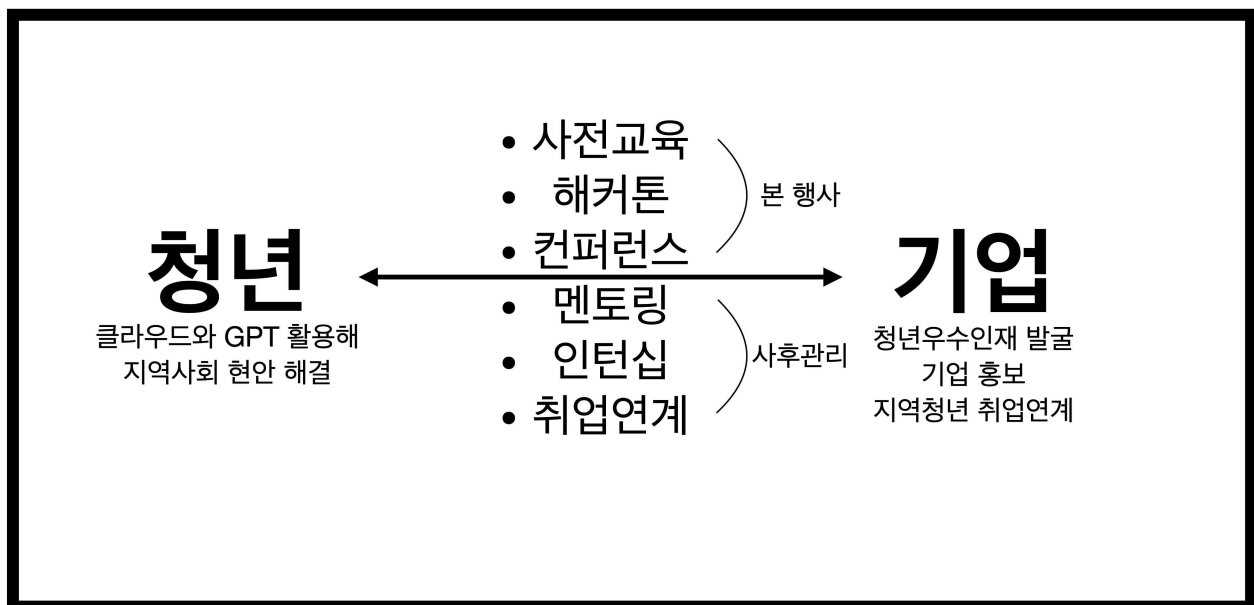 청년
클라우드와 GPT 활용해
지역사회 현안 해결
• 사전교육
• 해커톤
• 컨퍼런스
• 멘토링
• 인턴십
• 취업연계
본 행사
사후관리
기업
청년우수인재 발굴
기업 홍보
지역청년 취업연계